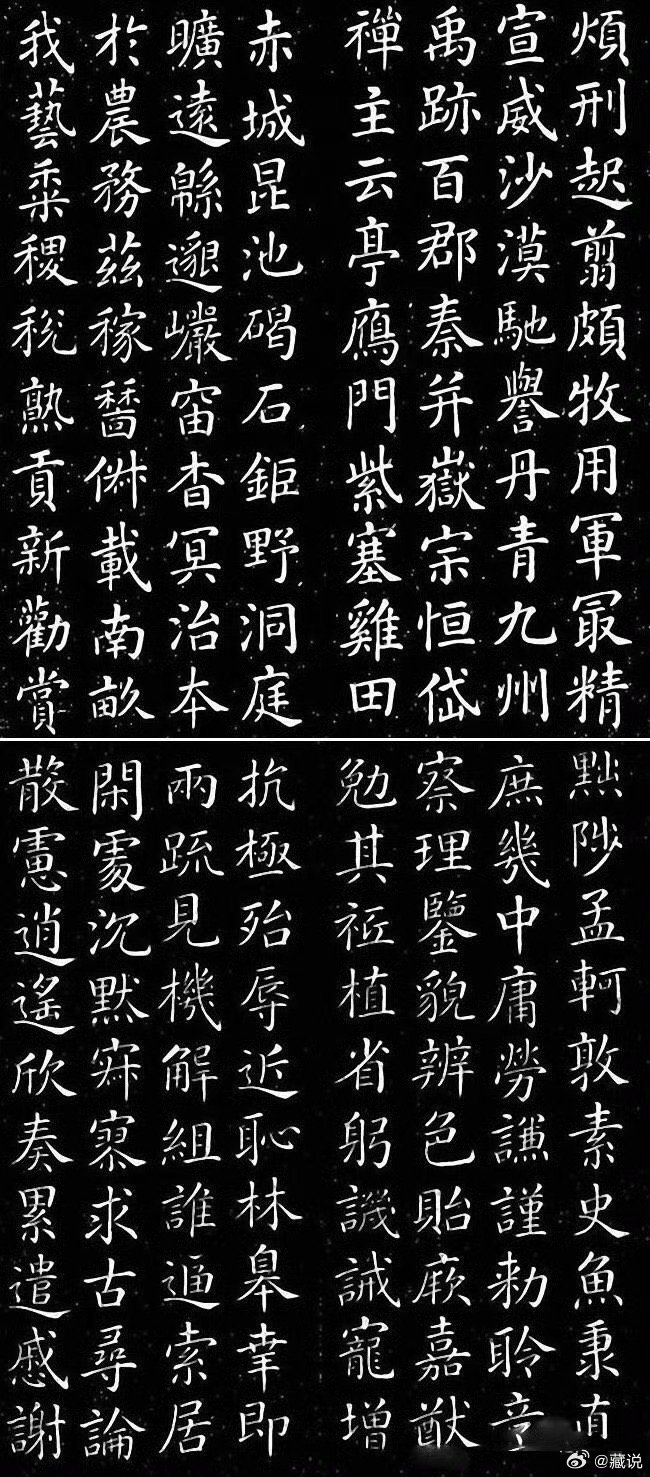 煩刑起翦頗牧用軍冣精
宣威沙漠馳譽丹青九州
禹跡百郡秦并嶽宗恒岱
禪主云亭鴈門紫塞雞田
赤城昆池碣石鉅野洞庭
曠遠緜邈巗𥥉杳冥治本
於農務茲稼穡俶載南畝
我藝黍稷稅熟貢新勸賞
黜陟孟軻敦素史魚秉直
庶幾中庸勞謙謹勅聆音
察理鑒貌辨色貽厥嘉猷
勉其祗植省躬譏誡寵增
抗極殆辱近恥林皋幸即
兩疏見機解組誰逼索居
閑處沉默寂寥求古尋論
散慮逍遙欣奏累遣慼謝
@藏说